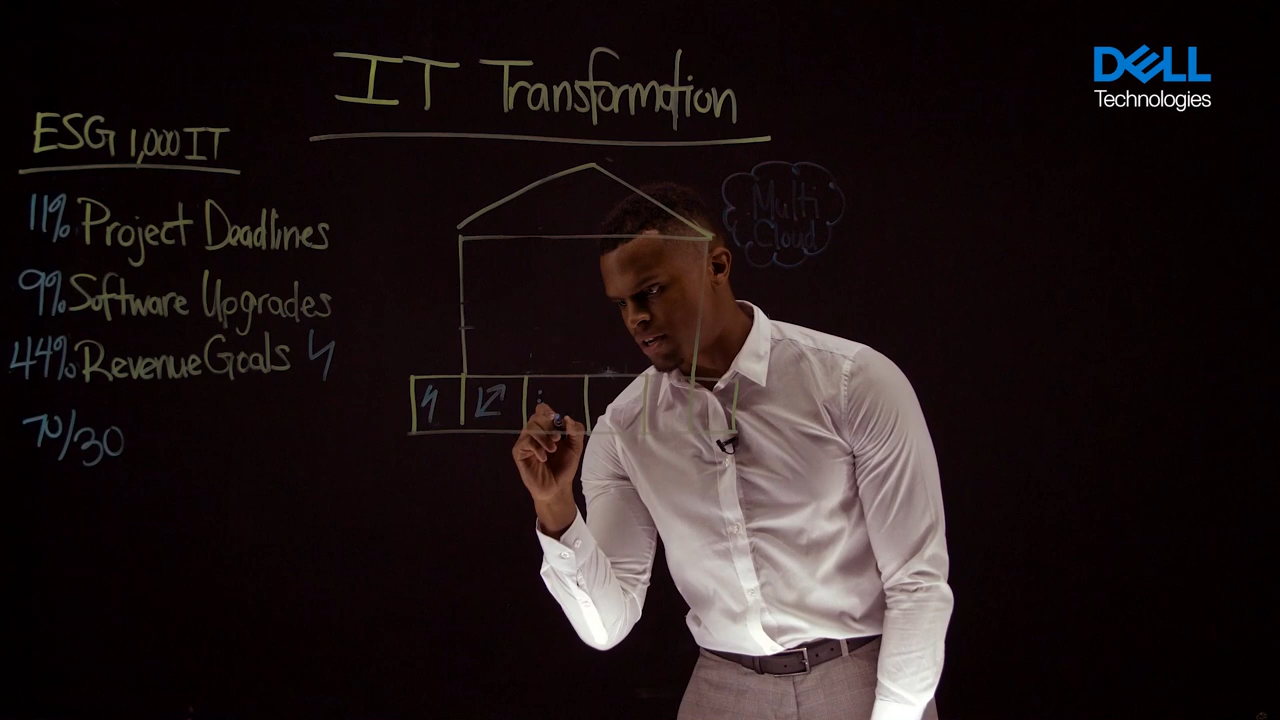 IT Transformation
DELL
Technologies
ESG 1,000 IT
11% Project Deadlines
9% Software Upgrades
44% Revenue Goals
70/30
Multi
Cloud